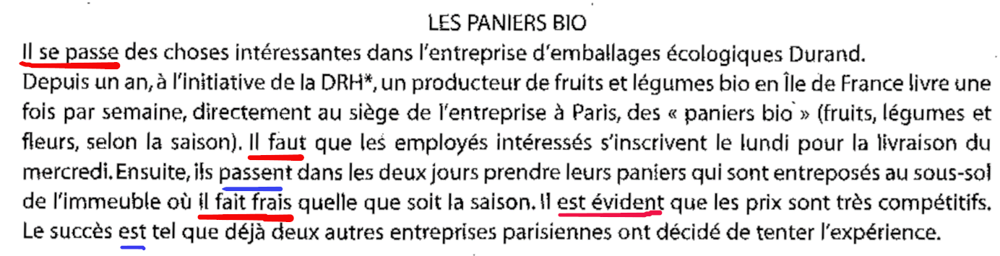 LES PANIERS BIO
Il se passe des choses intéressantes dans l'entreprise d'emballages écologiques Durand.
Depuis un an, à l'initiative de la DRH*, un producteur de fruits et légumes bio en Île de France livre une
fois par semaine, directement au siège de l'entreprise à Paris, des « paniers bio » (fruits, légumes et
fleurs, selon la saison). Il faut que les employés intéressés s'inscrivent le lundi pour la livraison du
mercredi. Ensuite, ils passent dans les deux jours prendre leurs paniers qui sont entreposés au sous-sol
de l'immeuble où il fait frais quelle que soit la saison. Il est évident que les prix sont très compétitifs.
Le succès est tel que déjà deux autres entreprises parisiennes ont décidé de tenter l'expérience.